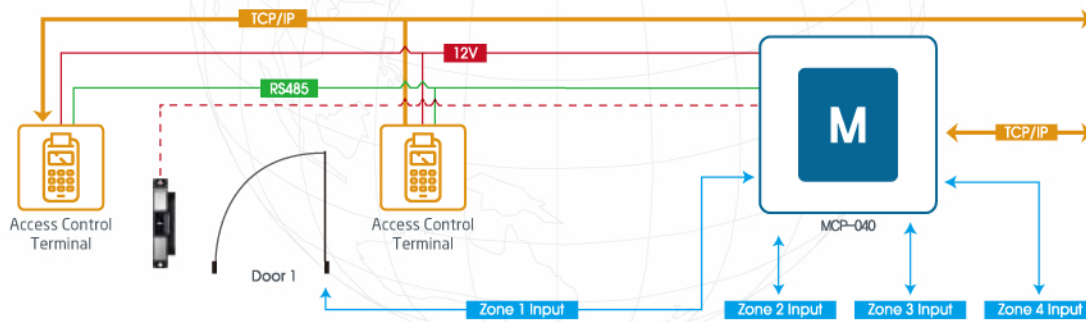 TCP/IP
12V
RS485
M
TCP/IP
Access Control
Terminal
Access Control
Terminal
MCP-040
Door 1
Zone 1 Input
Zone 2 Input
Zone 3 Input
Zone 4 Input